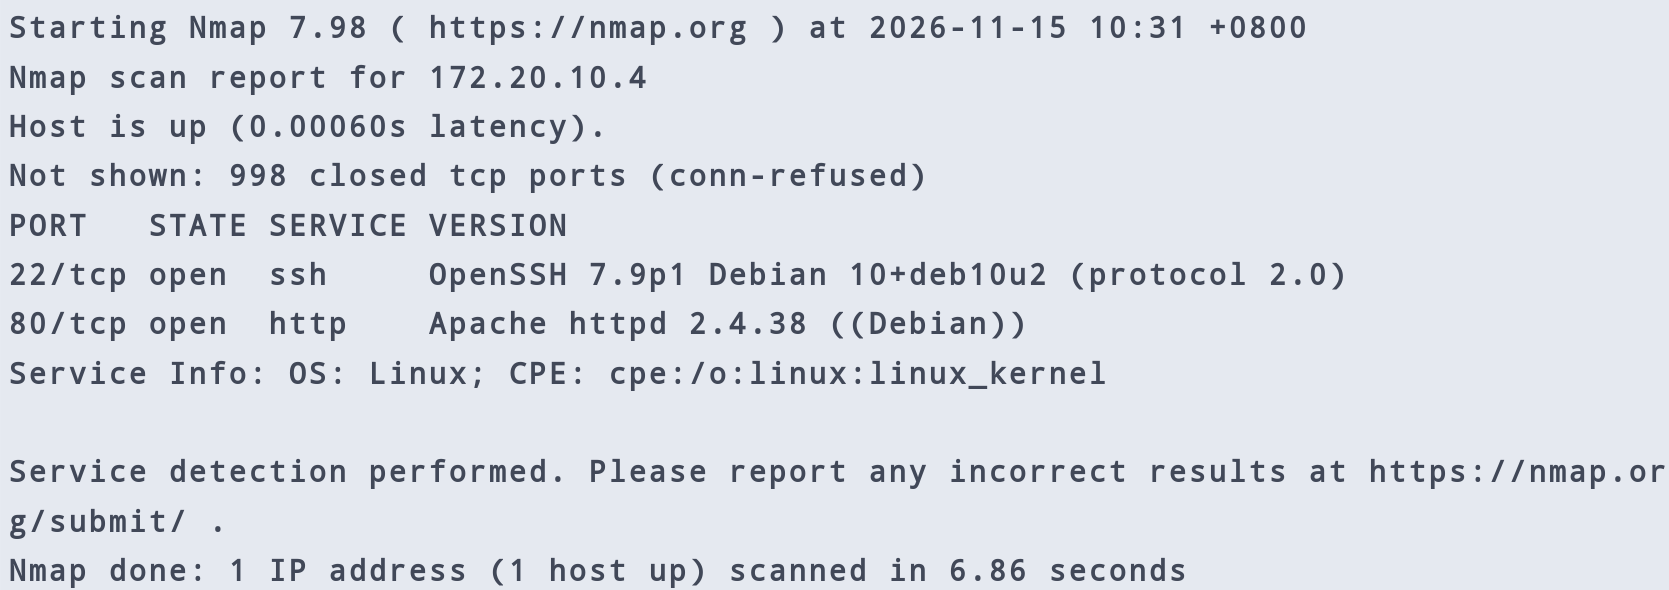 Starting Nmap 7.98 ( https://nmap.org ) at 2026-11-15 10:31 +0800
Nmap scan report for 172.20.10.4
Host is up (0.00060s latency).
Not shown: 998 closed tcp ports (conn-refused)
PORT   STATE SERVICE VERSION
22/tcp open  ssh     OpenSSH 7.9p1 Debian 10+deb10u2 (protocol 2.0)
80/tcp open  http    Apache httpd 2.4.38 ((Debian))
Service Info: OS: Linux; CPE: cpe:/o:linux:linux_kernel

Service detection performed. Please report any incorrect results at https://nmap.or
g/submit/ .
Nmap done: 1 IP address (1 host up) scanned in 6.86 seconds